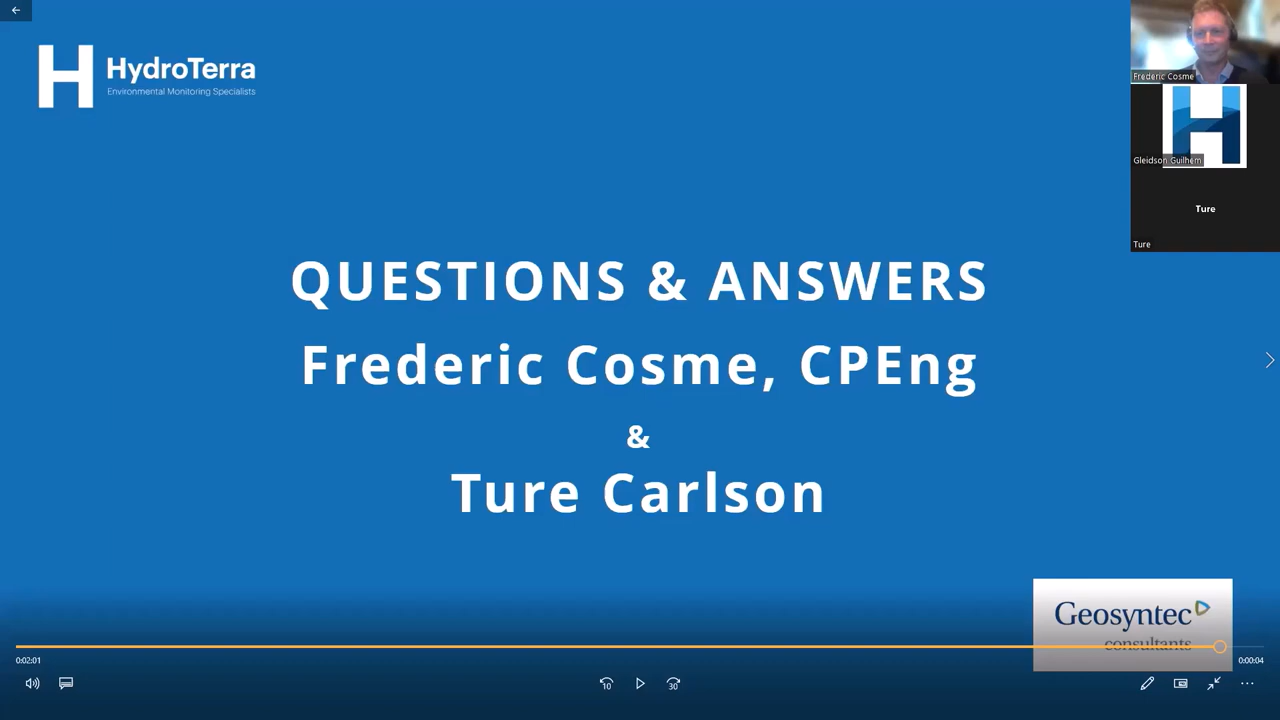 HydroTerra
Environmental Monitoring Specialists
Frederic Cosme
Gleidson Guilhem
Ture
Ture
QUESTIONS & ANSWERS
Frederic Cosme, CPEng
&
Ture Carlson
Geosyntec
consultants
0:02:01
0:00:04
10
30